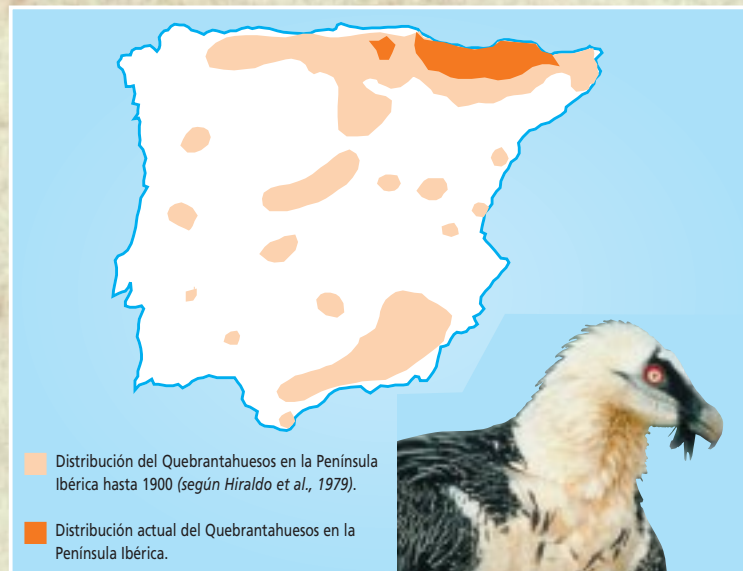 Distribución del Quebrantahuesos en la Península
Ibérica hasta 1900 (según Hiraldo et al., 1979).
Distribución actual del Quebrantahuesos en la
Península Ibérica.